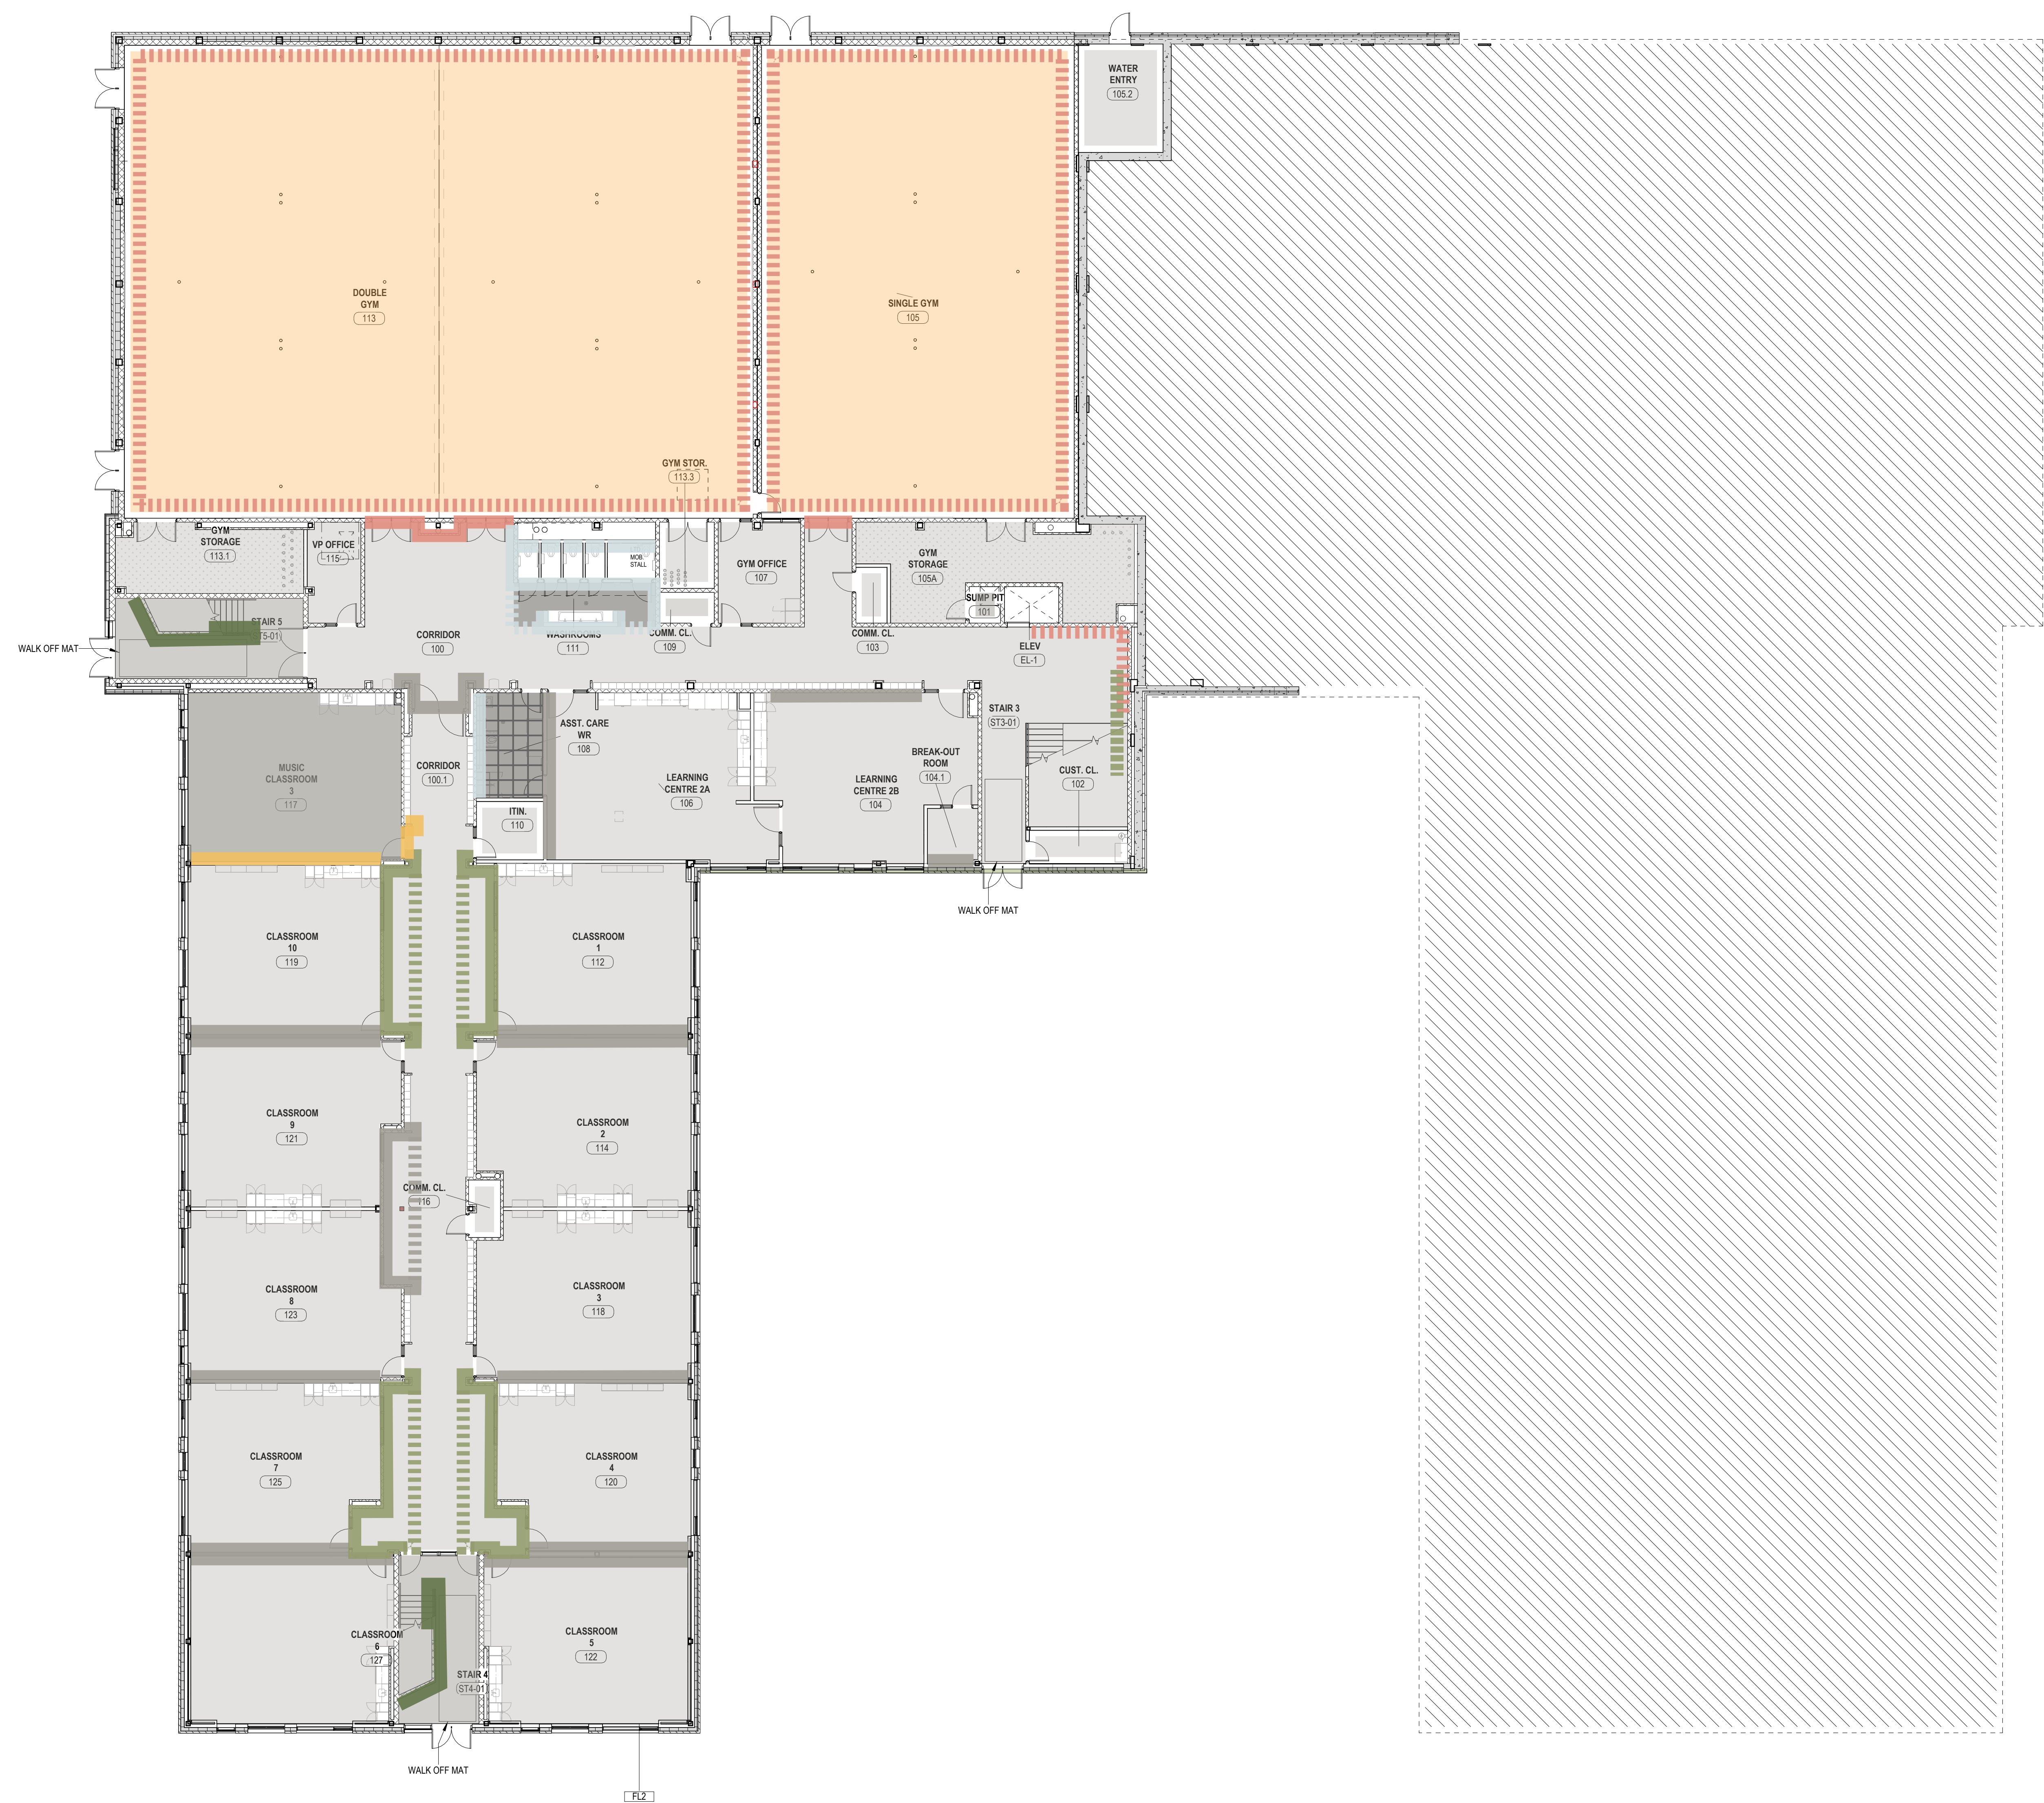 WATER
ENTRY
105.2
DOUBLE
GYM
113
SINGLE GYM
105
GYM STOR.
113.3
GYM
STORAGE
113.1
VP OFFICE
115
MOB.
STALL
GYM OFFICE
107
GYM
STORAGE
105A
SUMP PIT
101
STAIR 5
ST5-01
WALK OFF MAT
CORRIDOR
100
WASHROOMS
111
COMM. CL.
109
COMM. CL.
103
ELEV
EL-1
STAIR 3
ST3-01
ASST. CARE
WR
108
BREAK-OUT
ROOM
104.1
MUSIC
CLASSROOM
3
117
CORRIDOR
100.1
LEARNING
CENTRE 2A
106
LEARNING
CENTRE 2B
104
CUST. CL.
102
ITIN.
110
WALK OFF MAT
CLASSROOM
10
119
CLASSROOM
1
112
CLASSROOM
9
121
CLASSROOM
2
114
COMM. CL.
116
CLASSROOM
8
123
CLASSROOM
3
118
CLASSROOM
7
125
CLASSROOM
4
120
CLASSROOM
6
127
CLASSROOM
5
122
STAIR 4
ST4-01
WALK OFF MAT
FL2